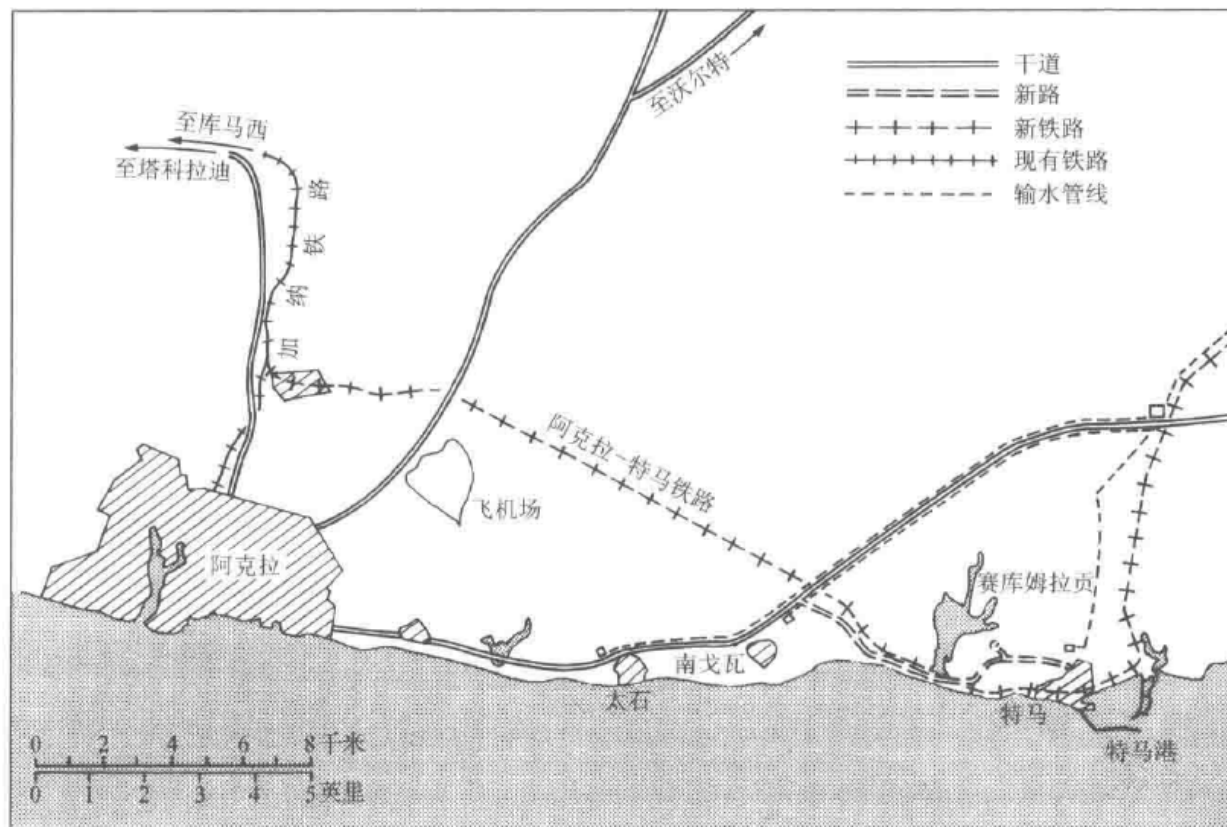 干道
新路
新铁路
现有铁路
输水管线
至沃尔特
至库马西
至塔科拉迪
加纳铁路
阿克拉-特马铁路
飞机场
阿克拉
赛库姆拉贡
南戈瓦
太石
特马
特马港
0 2 4 6 8千米
0 1 2 3 4 5英里